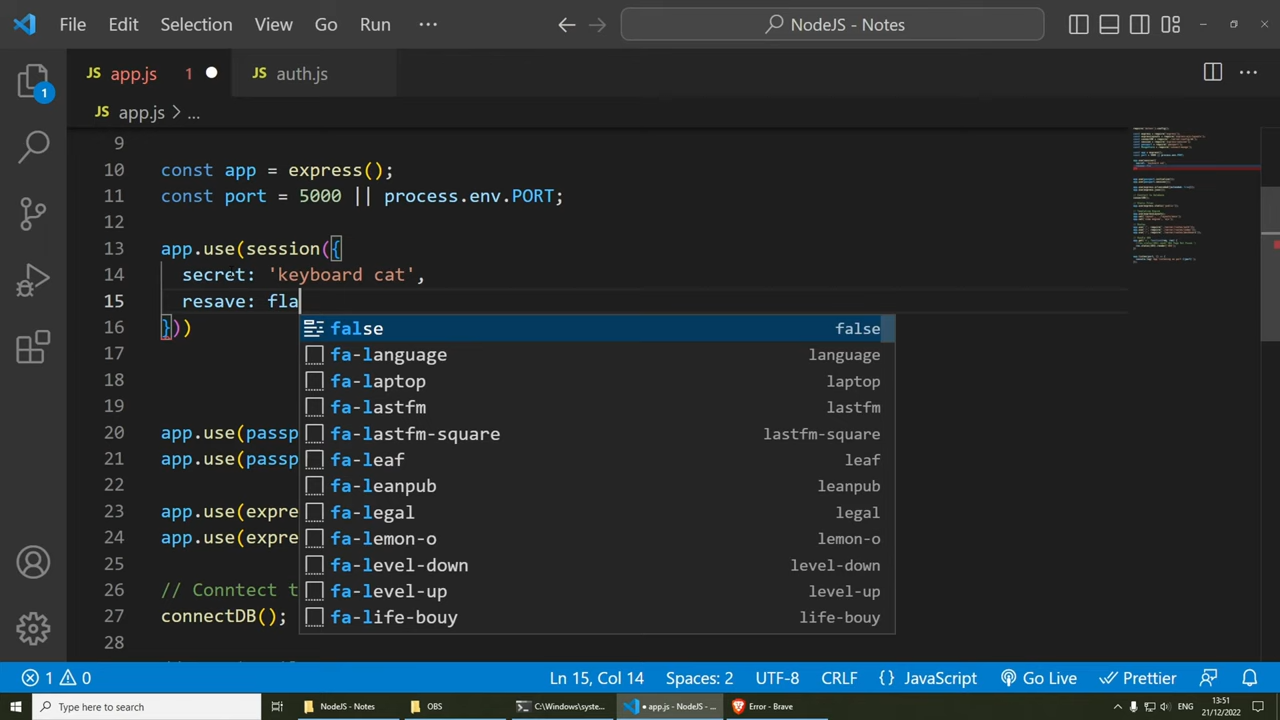 File Edit Selection View Go Run ··· NodeJS - Notes
JS app.js 1 JS auth.js
JS app.js > ...
1
9
10 const app = express();
11 const port = 5000 || process.env.PORT;
12
13 app.use(session({
14 secret: 'keyboard cat',
15 resave: fla
16 }))
false false
17
fa-language language
18
fa-laptop laptop
19
fa-lastfm lastfm
20 app.use(passp
fa-lastfm-square lastfm-square
21 app.use(passp
fa-leaf leaf
22
fa-leanpub leanpub
23 app.use(expre
fa-legal legal
24 app.use(expre
fa-lemon-o lemon-o
25
fa-level-down level-down
26 // Conntect t
fa-level-up level-up
27 connectDB();
fa-life-bouy life-bouy
28
1 0 Ln 15, Col 14 Spaces: 2 UTF-8 CRLF {} JavaScript Go Live Prettier
Type here to search NodeJS - Notes OBS C:\Windows\syste... • app.js - NodeJS - ... Error - Brave ENG 13:51
21/12/2022